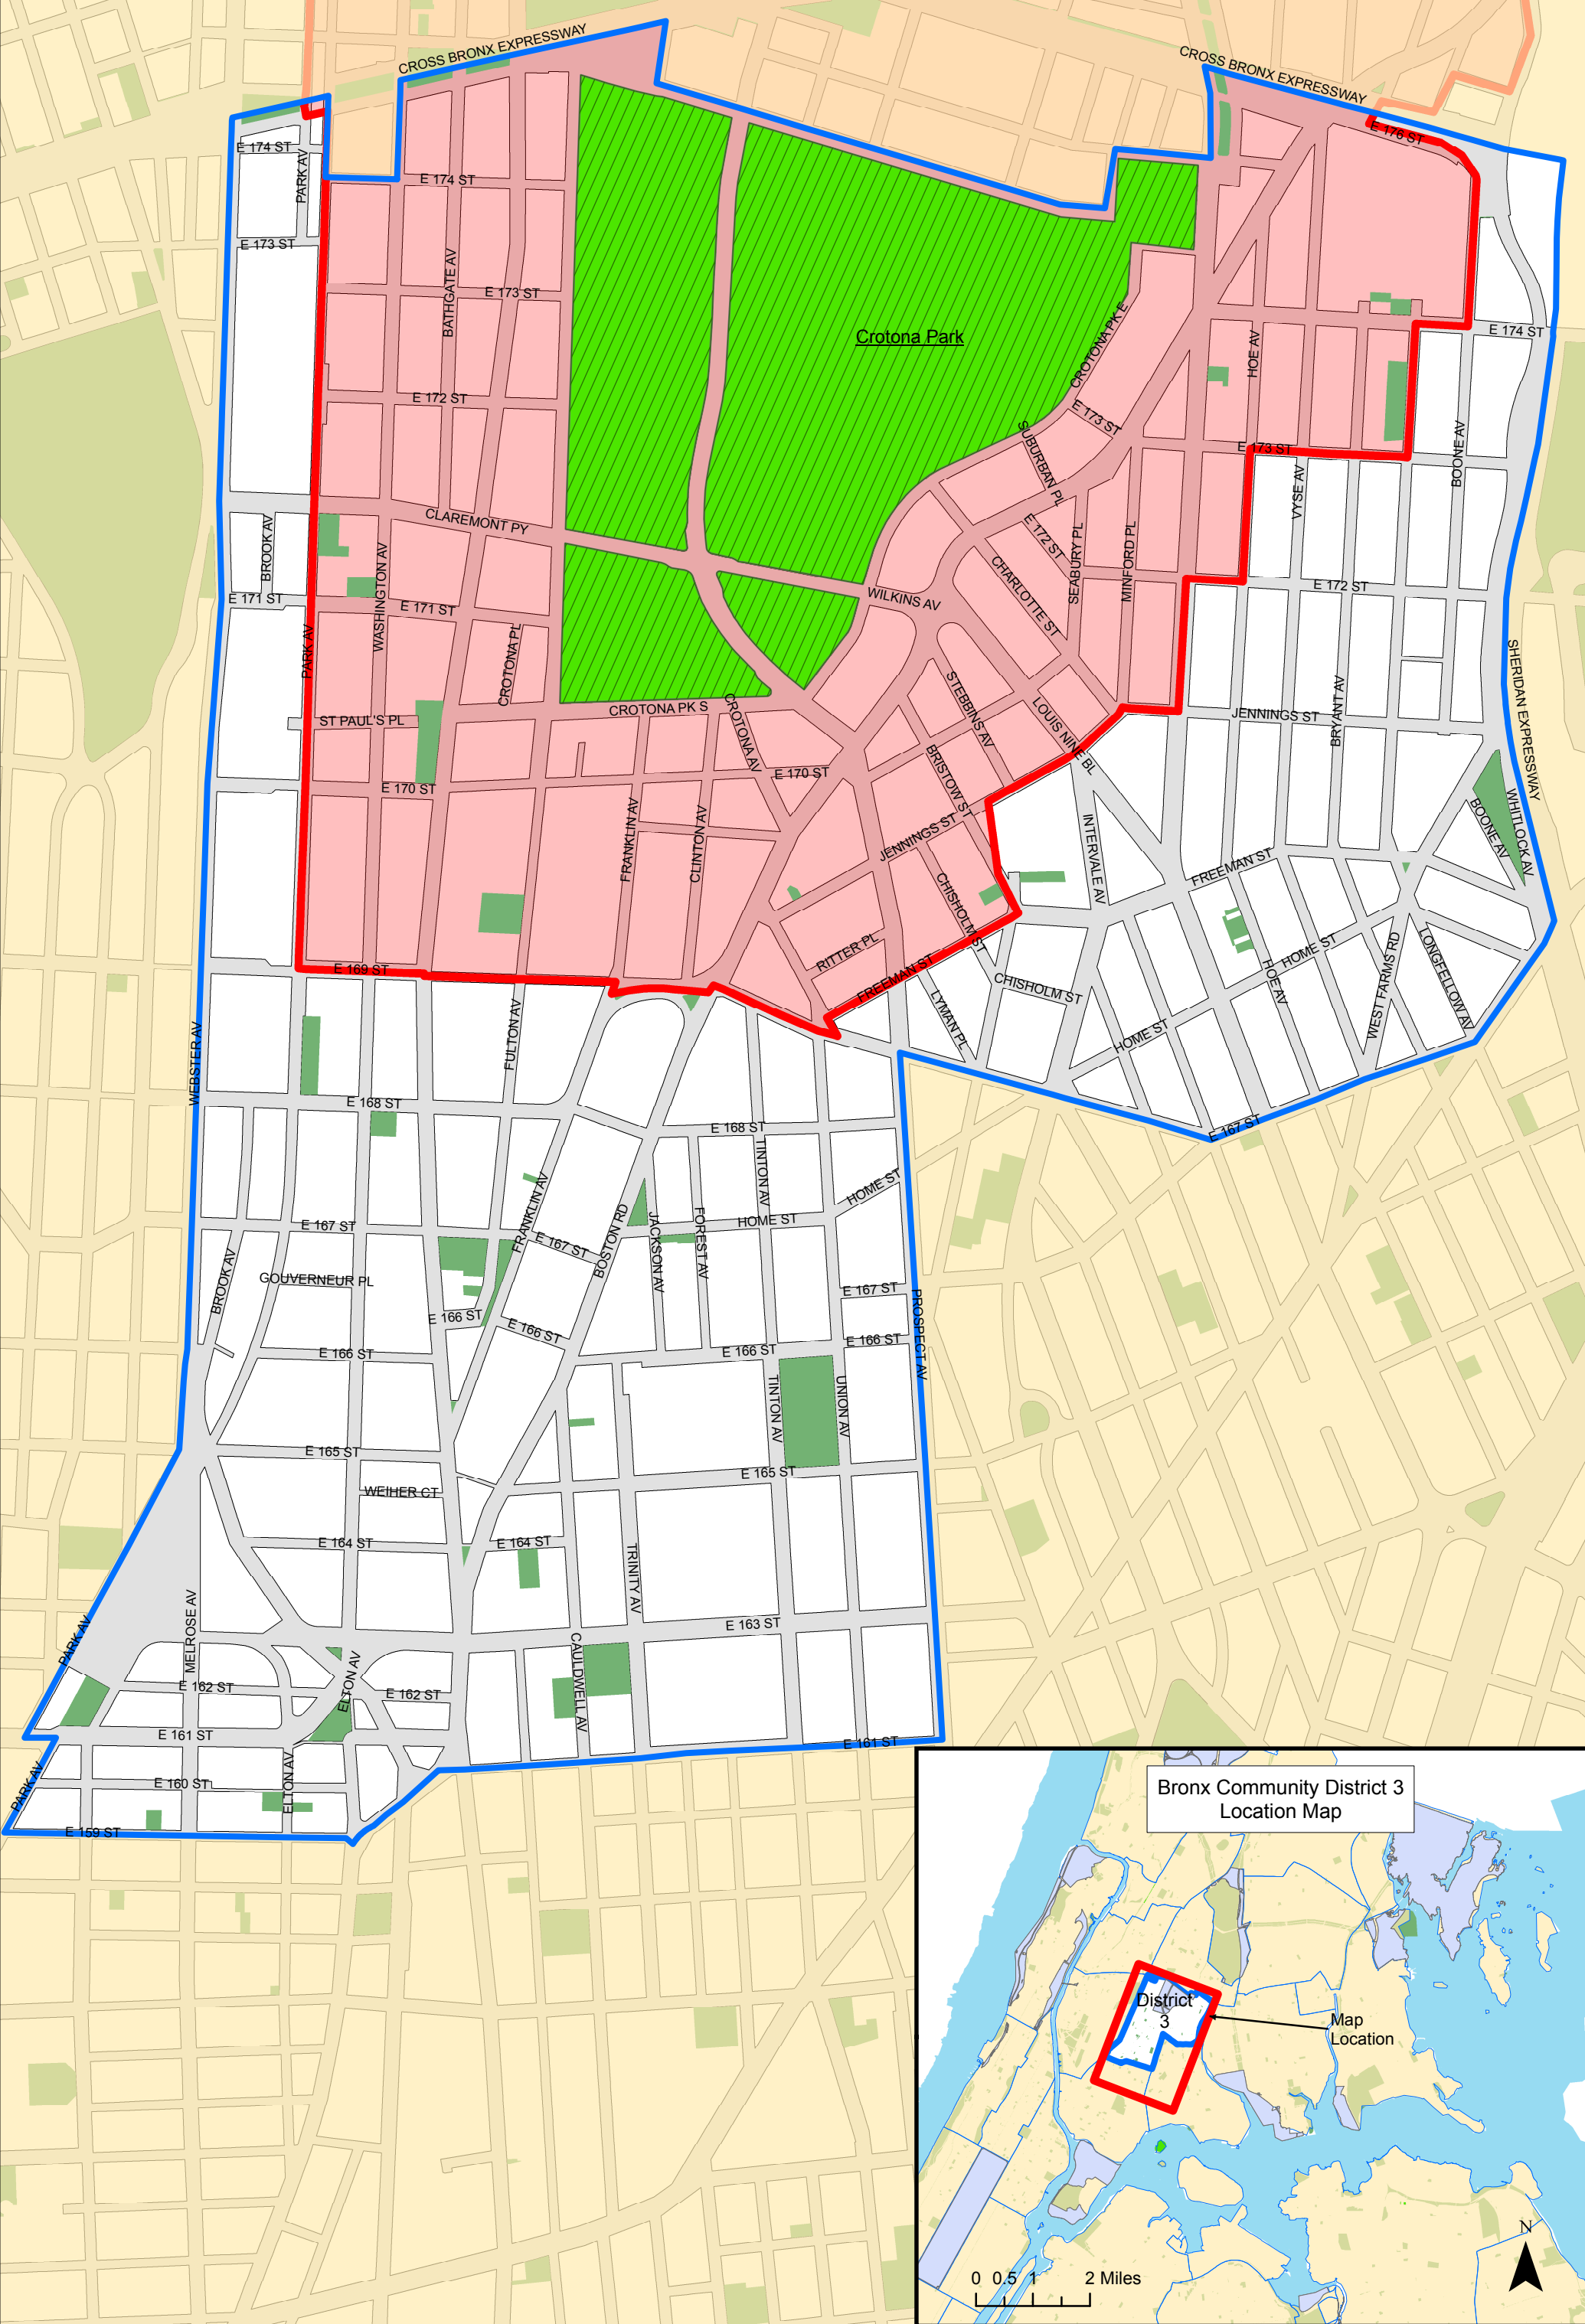 CROSS BRONX EXPRESSWAY
CROSS BRONX EXPRESSWAY
E 176 ST
E 174 ST
PARK AV
E 174 ST
E 173 ST
BATHGATE AV
E 173 ST
Crotona Park
CROTONA PK E
HOE AV
E 174 ST
E 172 ST
E 173 ST
SUBURBAN PL
E 173 ST
BOONE AV
VYSE AV
CLAREMONT PY
BROOK AV
WASHINGTON AV
E 172 ST
SEABURY PL
MINFORD PL
CHARLOTTE ST
E 171 ST
E 171 ST
WILKINS AV
E 172 ST
PARK AV
CROTONA PL
SHERIDAN EXPRESSWAY
ST PAUL'S PL
CROTONA PK S
CROTONA AV
STEBBINS AV
LOUIS NINE BL
JENNINGS ST
BRYANT AV
E 170 ST
E 170 ST
BRISTOW ST
FRANKLIN AV
CLINTON AV
JENNINGS ST
INTERVALE AV
BOONE AV
WHITLOCK AV
FREEMAN ST
CHISHOLM ST
RITTER PL
HOME ST
WEST FARMS RD
LONGFELLOW AV
E 169 ST
FREEMAN ST
CHISHOLM ST
HOE AV
LYMAN PL
HOME ST
FULTON AV
WEBSTER AV
E 168 ST
E 168 ST
E 167 ST
TINTON AV
HOME ST
FRANKLIN AV
BOSTON RD
JACKSON AV
FOREST AV
HOME ST
E 167 ST
E 167 ST
BROOK AV
GOUVERNEUR PL
E 167 ST
PROSPECT AV
E 166 ST
E 166 ST
E 166 ST
E 166 ST
E 166 ST
TINTON AV
UNION AV
E 165 ST
E 165 ST
WEIHER CT
E 164 ST
E 164 ST
TRINITY AV
MELROSE AV
PARK AV
E 163 ST
CAULDWELL AV
ELTON AV
E 162 ST
E 162 ST
E 161 ST
E 161 ST
PARK AV
E 160 ST
ELTON AV
E 159 ST
Bronx Community District 3
Location Map
District
3
Map
Location
N
0 0.5 1 2 Miles